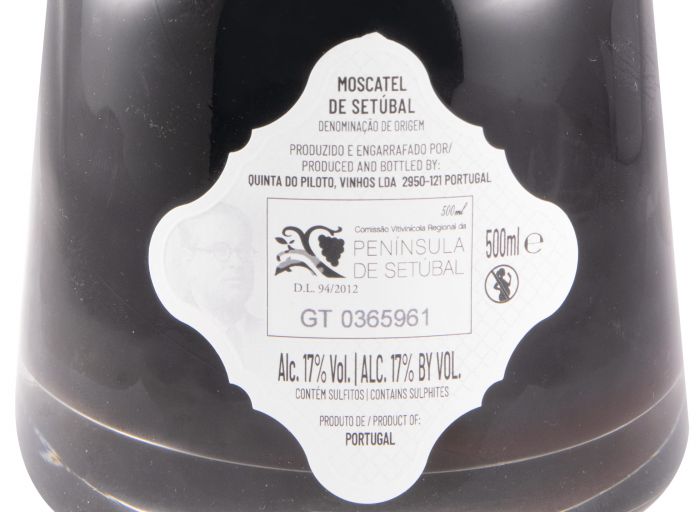 MOSCATEL
DE SETÚBAL
DENOMINAÇÃO DE ORIGEM
PRODUZIDO E ENGARRAFADO POR/
PRODUCED AND BOTTLED BY:
QUINTA DO PILOTO, VINHOS LDA 2950-121 PORTUGAL
500ml
Comissão Vitivinícola Regional da
PENÍNSULA
DE SETÚBAL
D.L. 94/2012
GT 0365961
500ml e
Alc. 17% Vol. | ALC. 17% BY VOL.
CONTÉM SULFITOS | CONTAINS SULPHITES
PRODUTO DE / PRODUCT OF:
PORTUGAL